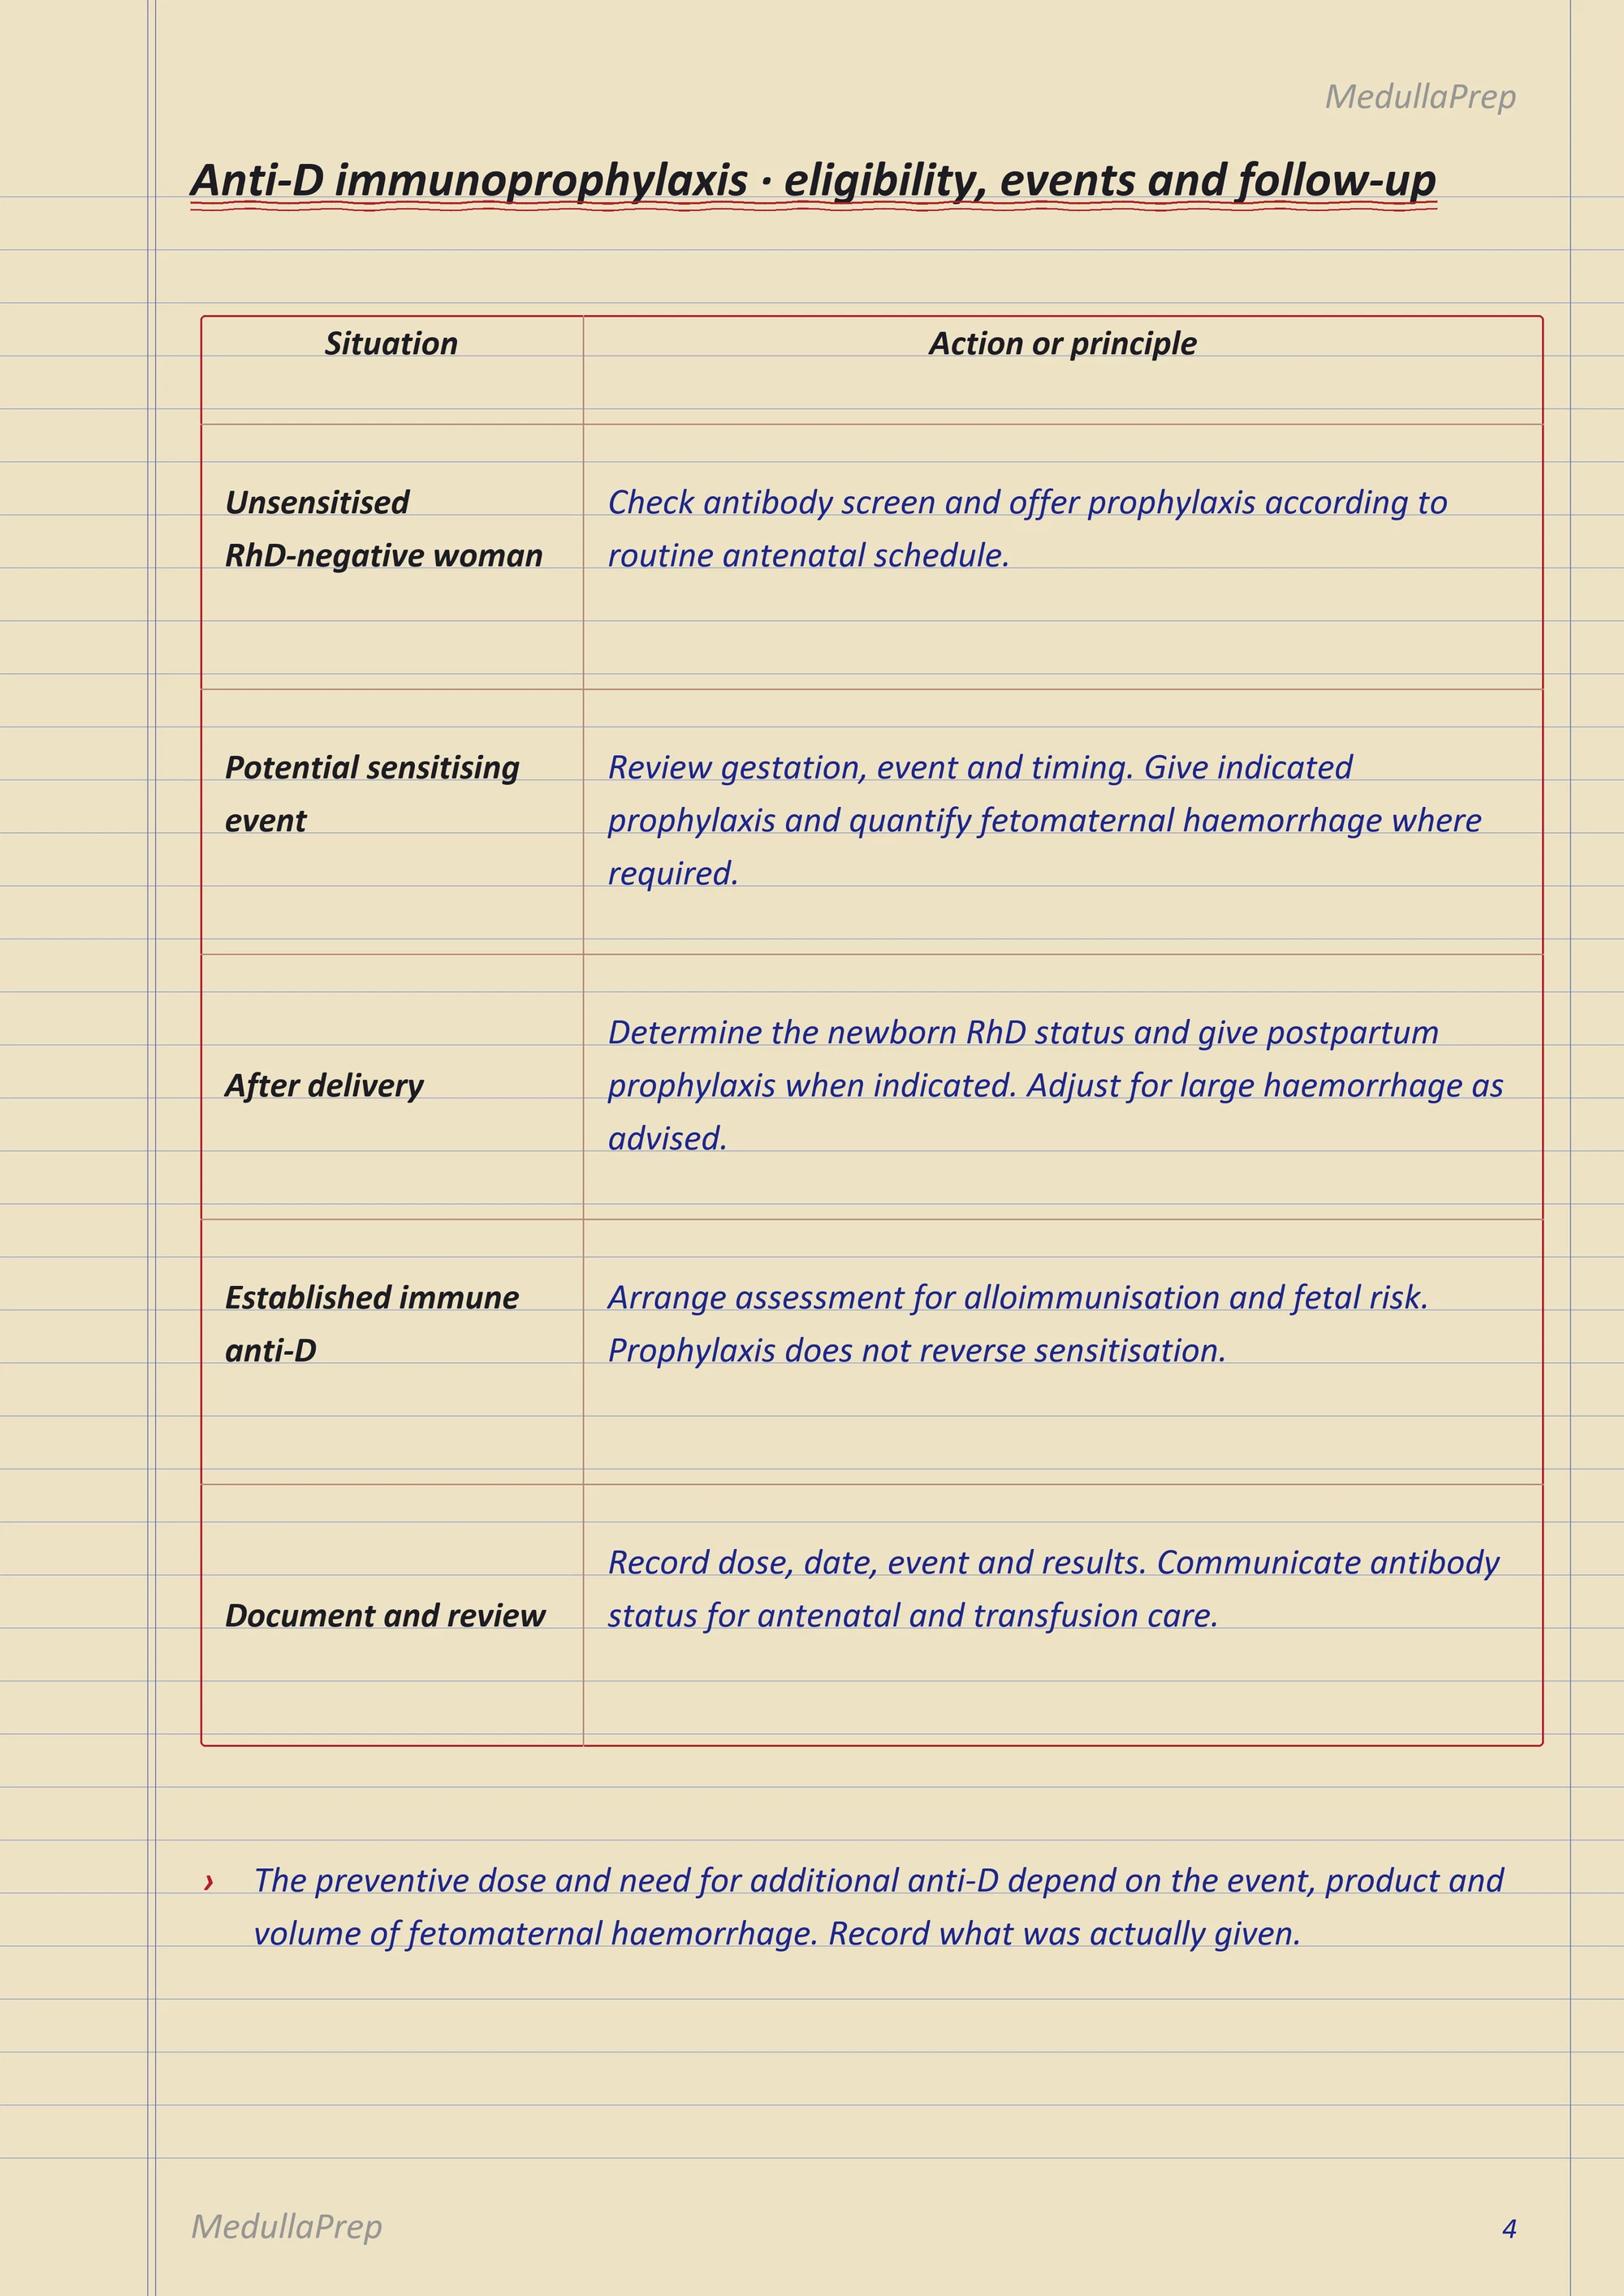 MedullaPrep
Anti-D immunoprophylaxis · eligibility, events and follow-up
Situation
Action or principle
Unsensitised
RhD-negative woman
Check antibody screen and offer prophylaxis according to
routine antenatal schedule.
Potential sensitising
event
Review gestation, event and timing. Give indicated
prophylaxis and quantify fetomaternal haemorrhage where
required.
After delivery
Determine the newborn RhD status and give postpartum
prophylaxis when indicated. Adjust for large haemorrhage as
advised.
Established immune
anti-D
Arrange assessment for alloimmunisation and fetal risk.
Prophylaxis does not reverse sensitisation.
Document and review
Record dose, date, event and results. Communicate antibody
status for antenatal and transfusion care.
› The preventive dose and need for additional anti-D depend on the event, product and
volume of fetomaternal haemorrhage. Record what was actually given.
MedullaPrep
4